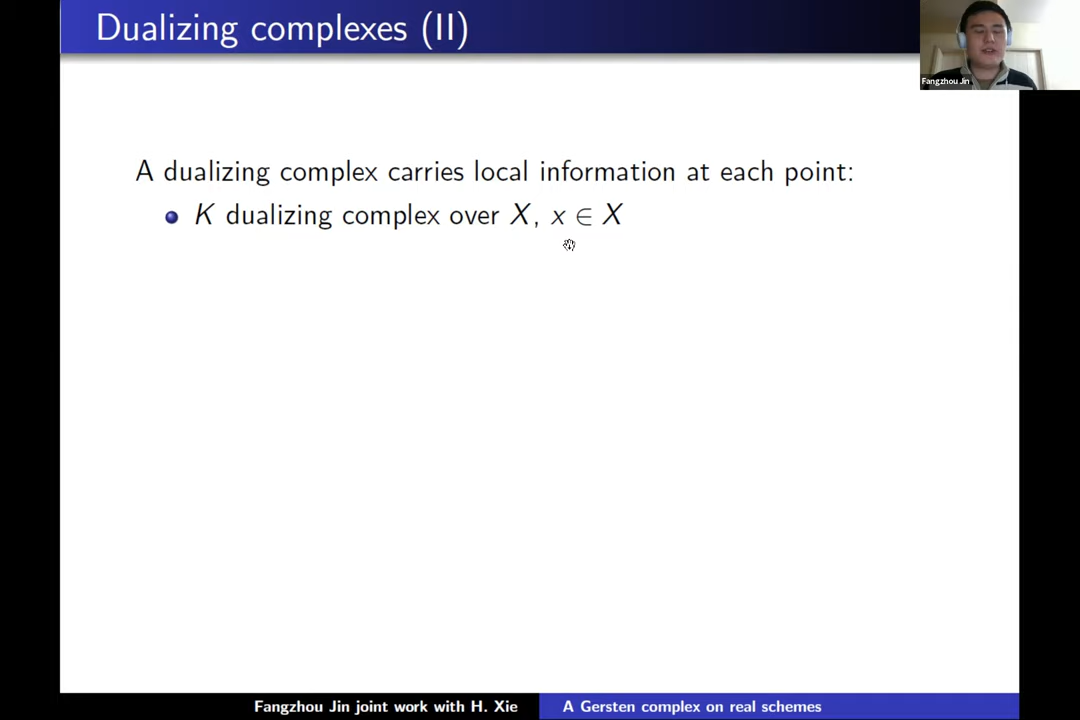 Dualizing complexes (II)
Fangzhou Jin
A dualizing complex carries local information at each point:
K dualizing complex over X, x ∈ X
Fangzhou Jin joint work with H. Xie
A Gersten complex on real schemes